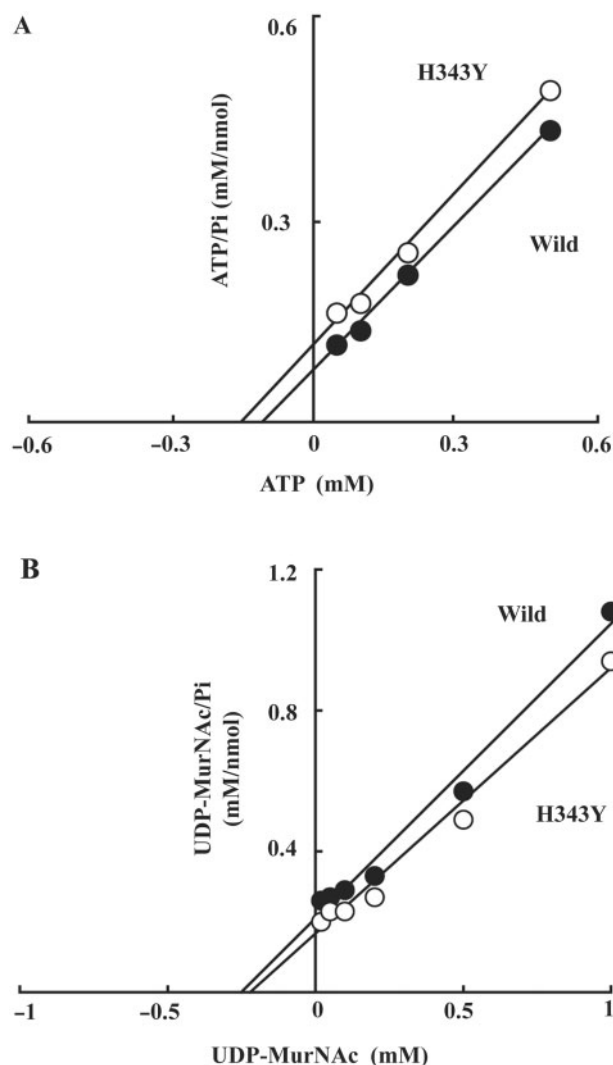 A
0.6
H343Y
ATP/Pi (mM/nmol)
0.3
Wild
-0.6
-0.3
0
0.3
0.6
ATP (mM)
B
1.2
Wild
0.8
UDP-MurNAc/Pi
(mM/nmol)
H343Y
0.4
-1
-0.5
0
0.5
1
UDP-MurNAc (mM)